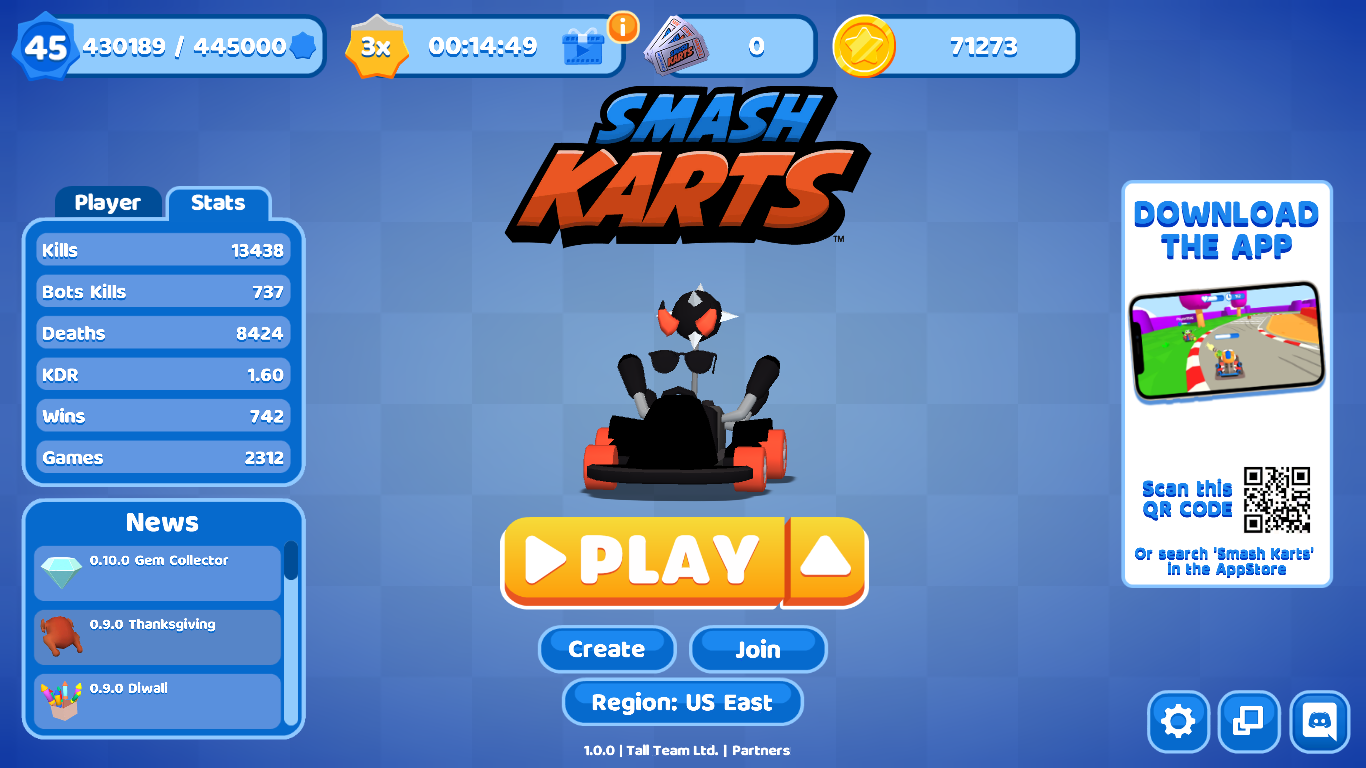 45
430189 / 445000
3x
00:14:49
i
KARTS
0
71273
SMASH
KARTS
TM
Player
Stats
Kills 13438
Bots Kills 737
Deaths 8424
KDR 1.60
Wins 742
Games 2312
News
0.10.0 Gem Collector
0.9.0 Thanksgiving
0.9.0 Diwali
PLAY
Create
Join
Region: US East
1.0.0 | Tall Team Ltd. | Partners
DOWNLOAD
THE APP
Scan this
QR CODE
Or search 'Smash Karts'
in the AppStore